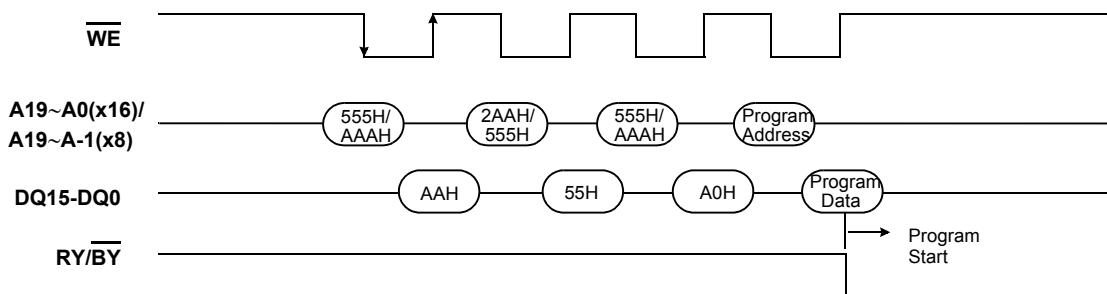 WE
A19~A0(x16)/
A19~A-1(x8)
555H/
AAAH
2AAH/
555H
555H/
AAAH
Program
Address
DQ15-DQ0
AAH
55H
A0H
Program
Data
RY/BY
Program
Start